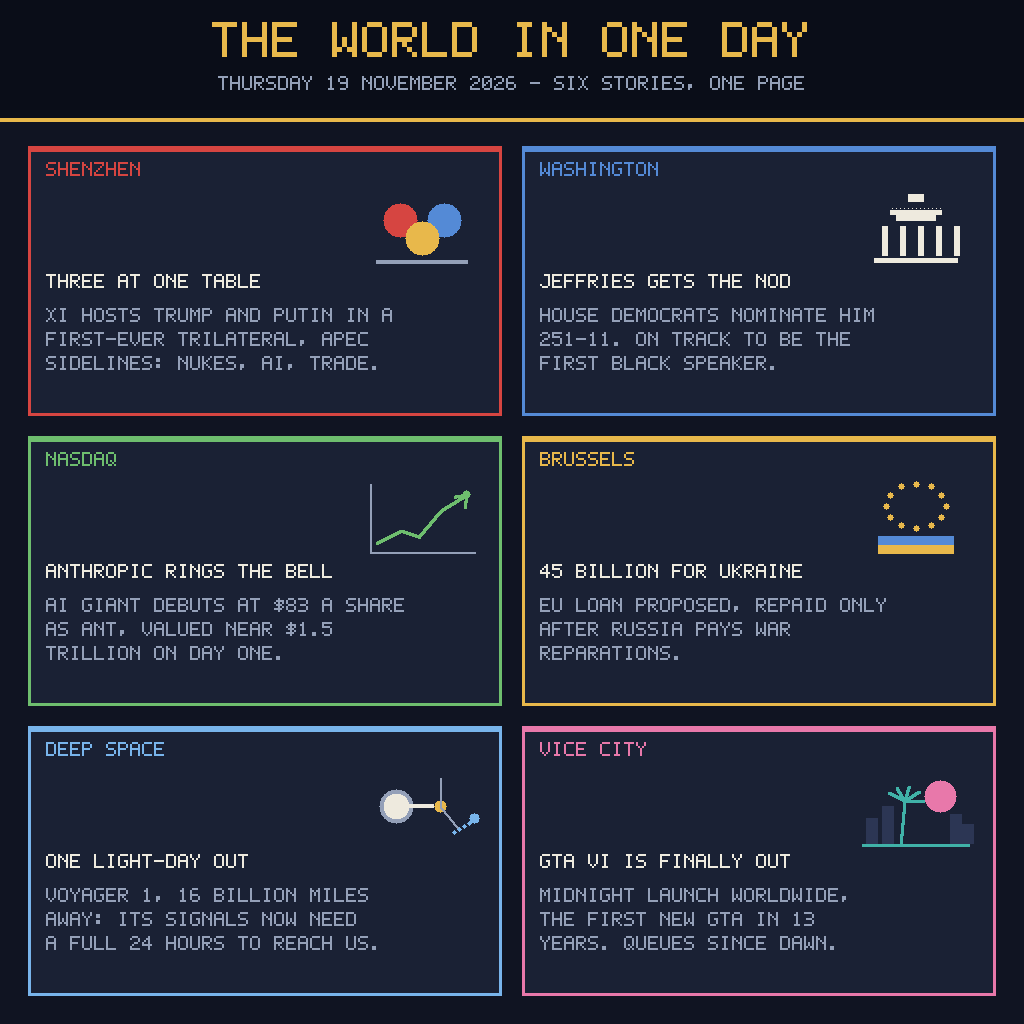 THE WORLD IN ONE DAY
THURSDAY 19 NOVEMBER 2026 – SIX STORIES, ONE PAGE
SHENZHEN
THREE AT ONE TABLE
XI HOSTS TRUMP AND PUTIN IN A
FIRST-EVER TRILATERAL, APEC
SIDELINES: NUKES, AI, TRADE.
WASHINGTON
JEFFRIES GETS THE NOD
HOUSE DEMOCRATS NOMINATE HIM
251-11. ON TRACK TO BE THE
FIRST BLACK SPEAKER.
NASDAQ
ANTHROPIC RINGS THE BELL
AI GIANT DEBUTS AT $83 A SHARE
AS ANT, VALUED NEAR $1.5
TRILLION ON DAY ONE.
BRUSSELS
45 BILLION FOR UKRAINE
EU LOAN PROPOSED, REPAID ONLY
AFTER RUSSIA PAYS WAR
REPARATIONS.
DEEP SPACE
ONE LIGHT-DAY OUT
VOYAGER 1, 16 BILLION MILES
AWAY: ITS SIGNALS NOW NEED
A FULL 24 HOURS TO REACH US.
VICE CITY
GTA VI IS FINALLY OUT
MIDNIGHT LAUNCH WORLDWIDE,
THE FIRST NEW GTA IN 13
YEARS. QUEUES SINCE DAWN.